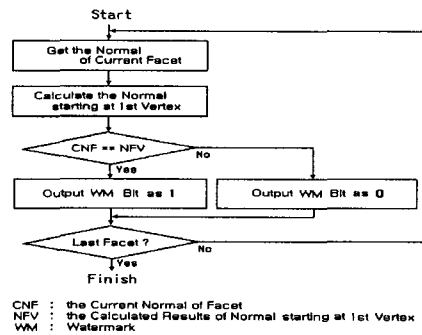 Start
Get the Normal
of Current Facet
Calculate the Normal
starting at 1st Vertex
CNF == NFV
No
Yes
Output WM Bit as 1
Output WM Bit as 0
Last Facet ?
No
Yes
Finish
CNF : the Current Normal of Facet
NFV : the Calculated Results of Normal starting at 1st Vertex
WM : Watermark